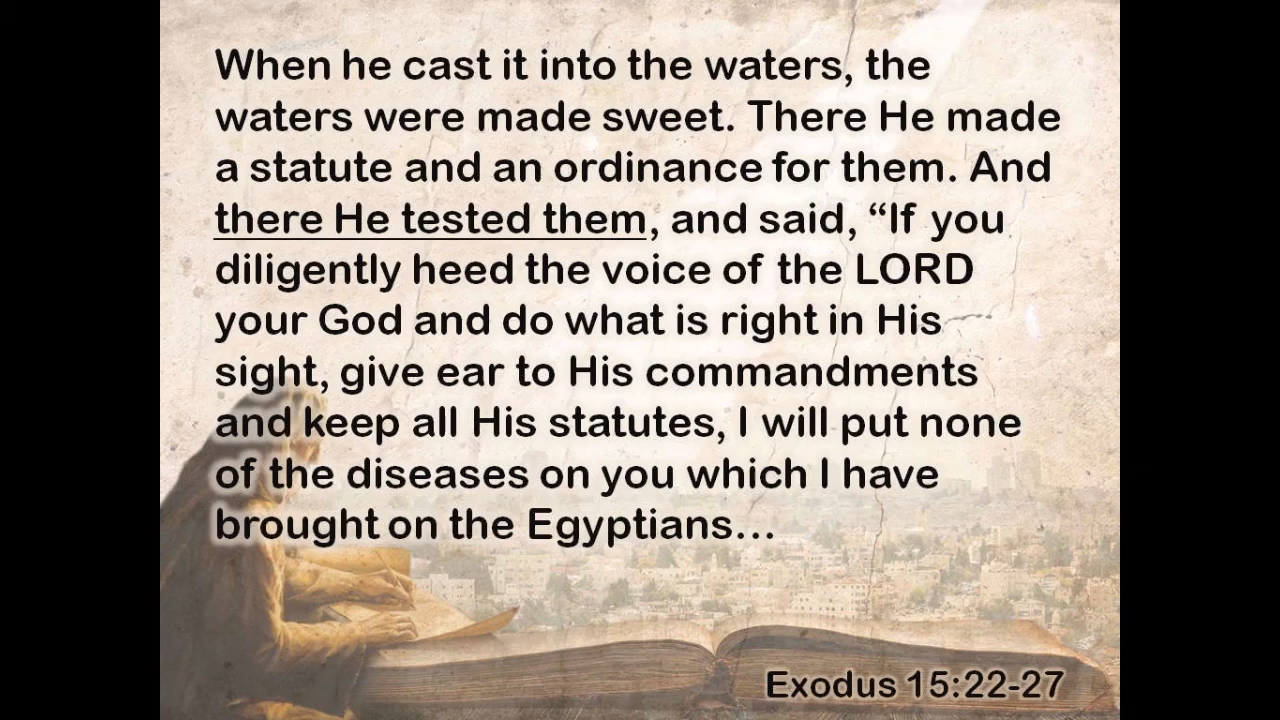 When he cast it into the waters, the
waters were made sweet. There He made
a statute and an ordinance for them. And
there He tested them, and said, “If you
diligently heed the voice of the LORD
your God and do what is right in His
sight, give ear to His commandments
and keep all His statutes, I will put none
of the diseases on you which I have
brought on the Egyptians...
Exodus 15:22-27